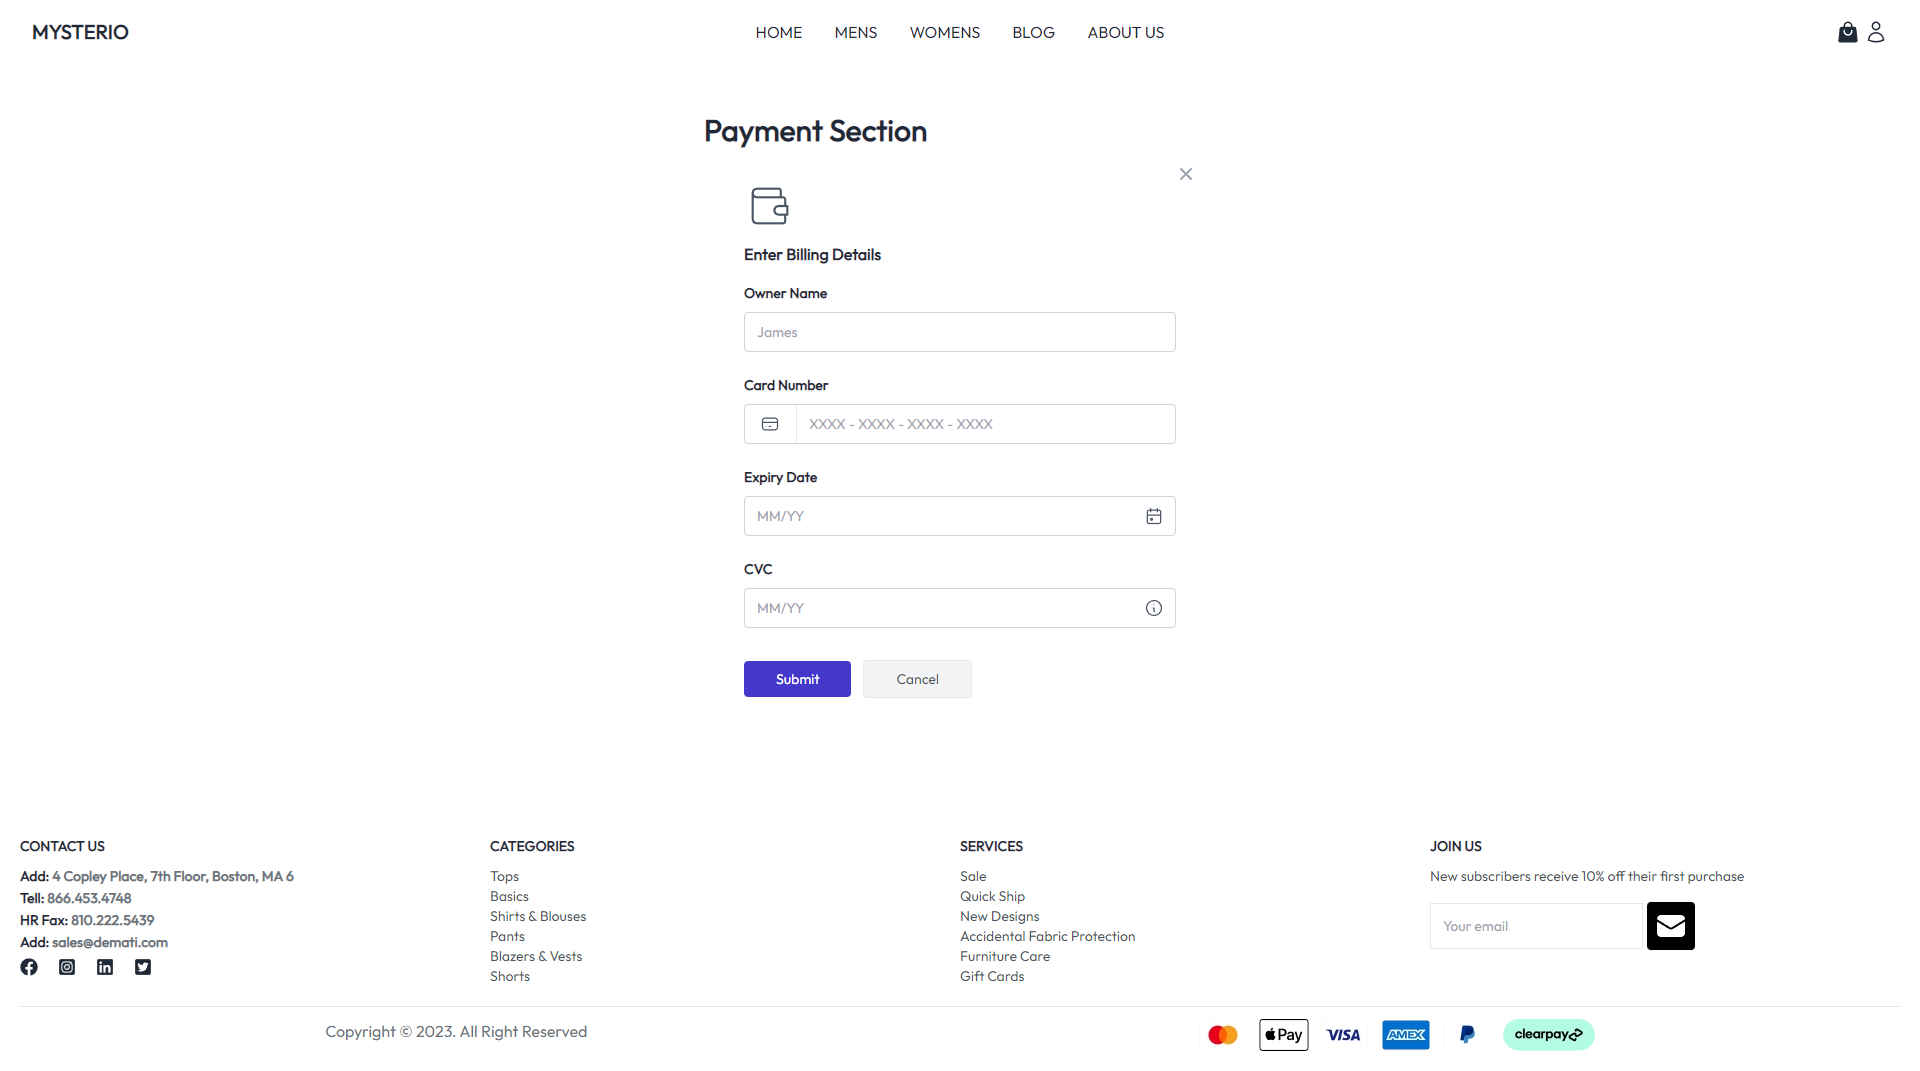 MYSTERIO
HOME MENS WOMENS BLOG ABOUT US
Payment Section
Enter Billing Details
Owner Name
James
Card Number
XXXX - XXXX - XXXX - XXXX
Expiry Date
MM/YY
CVC
MM/YY
Submit Cancel
CONTACT US
Add: 4 Copley Place, 7th Floor, Boston, MA 6
Tell: 866.453.4748
HR Fax: 810.222.5439
Add: sales@demati.com
CATEGORIES
Tops
Basics
Shirts & Blouses
Pants
Blazers & Vests
Shorts
SERVICES
Sale
Quick Ship
New Designs
Accidental Fabric Protection
Furniture Care
Gift Cards
JOIN US
New subscribers receive 10% off their first purchase
Your email
Copyright © 2023. All Right Reserved
Pay VISA AMEX clearpay